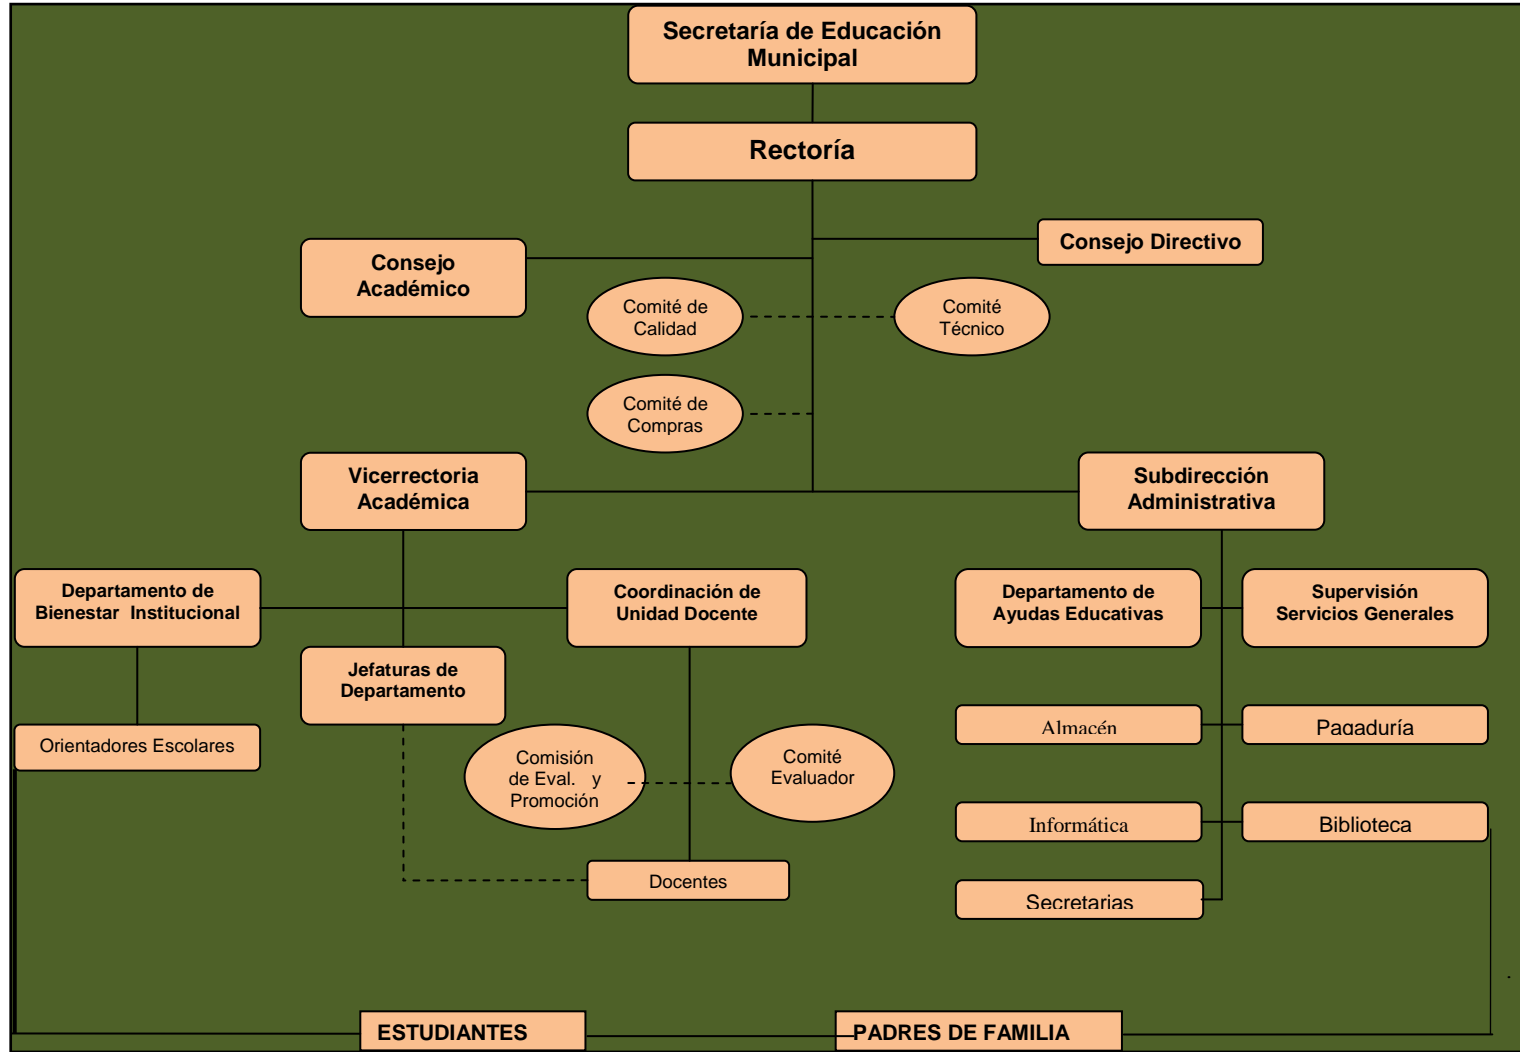 Secretaría de Educación
Municipal
Rectoría
Consejo Directivo
Consejo
Académico
Comité de
Calidad
Comité
Técnico
Comité de
Compras
Vicerrectoria
Académica
Subdirección
Administrativa
Departamento de
Bienestar Institucional
Coordinación de
Unidad Docente
Departamento de
Ayudas Educativas
Supervisión
Servicios Generales
Jefaturas de
Departamento
Orientadores Escolares
Almacén
Pagaduría
Comisión
de Eval. y
Promoción
Comité
Evaluador
Informática
Biblioteca
Docentes
Secretarias
ESTUDIANTES
PADRES DE FAMILIA